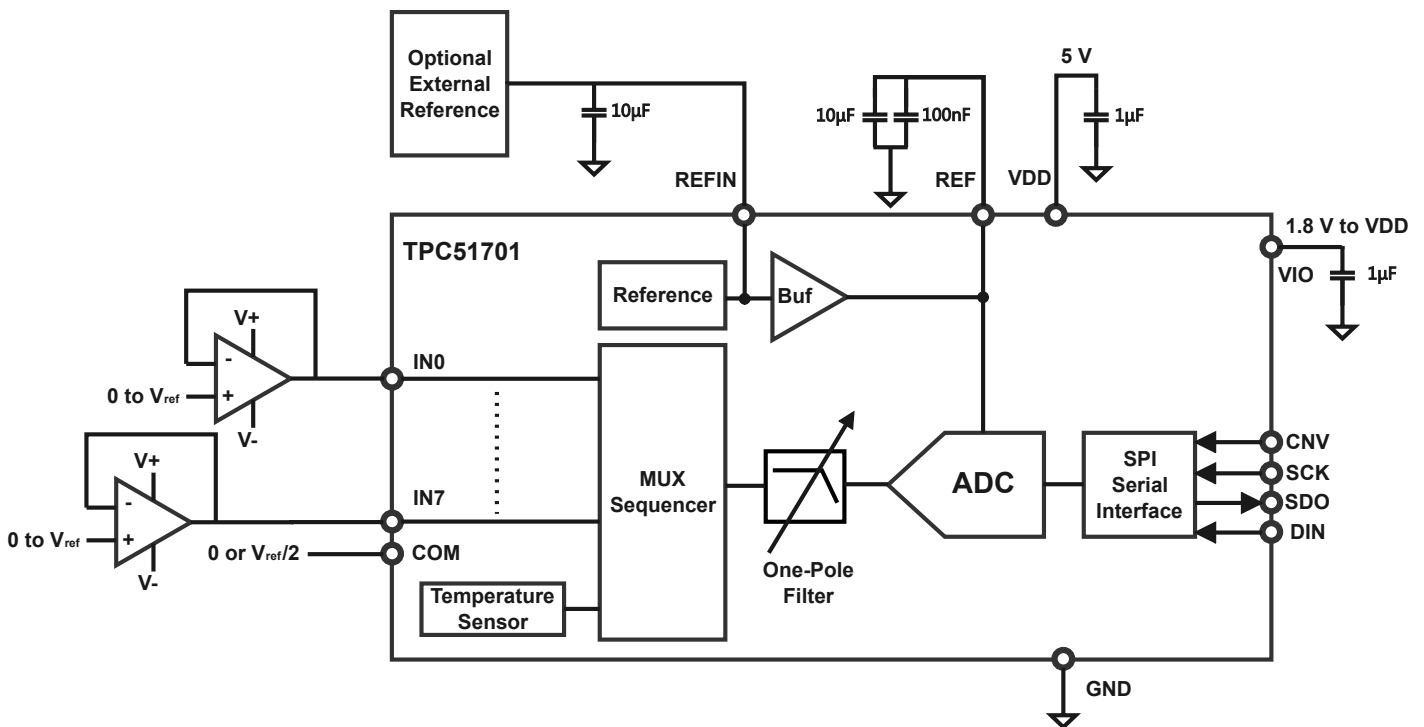 Optional
External
Reference
10µF
10µF
100nF
5 V
1µF
REFIN
REF
VDD
1.8 V to VDD
VIO
1µF
TPC51701
Reference
Buf
V+
-
+
0 to Vref
V-
IN0
V+
-
+
0 to Vref
V-
IN7
0 or Vref/2
COM
MUX
Sequencer
Temperature
Sensor
One-Pole
Filter
ADC
SPI
Serial
Interface
CNV
SCK
SDO
DIN
GND